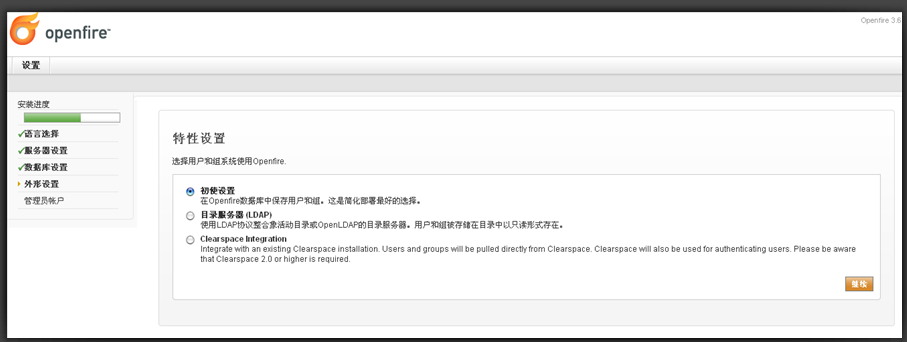 openfire™
Openfire 3.6
设置
安装进度
语言选择
服务器设置
数据库设置
外形设置
管理员帐户
特性设置
选择用户和组系统使用Openfire.
初使设置
在Openfire数据库中保存用户和组。这是简化部署最好的选择。
目录服务器 (LDAP)
使用LDAP协议整合象活动目录或OpenLDAP的目录服务器。用户和组被存储在目录中以只读形式存在。
Clearspace Integration
Integrate with an existing Clearspace installation. Users and groups will be pulled directly from Clearspace. Clearspace will also be used for authenticating users. Please be aware
that Clearspace 2.0 or higher is required.
继续